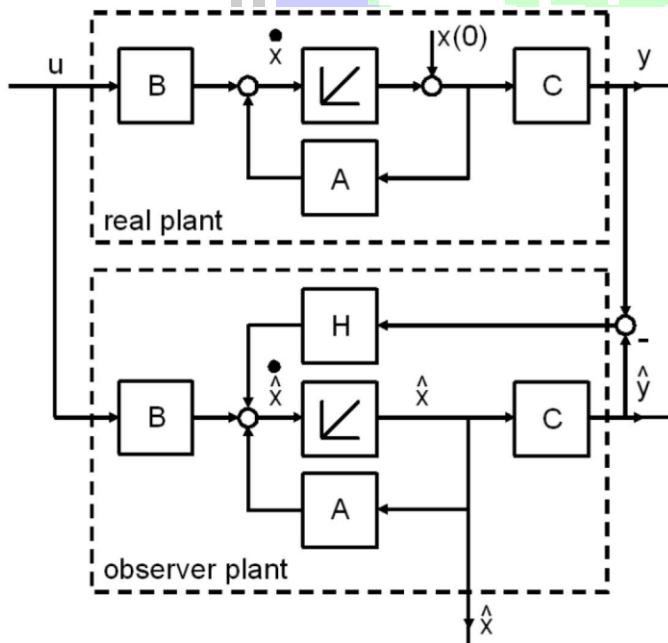 ẋ
x(0)
u
y
B
C
A
real plant
H
x̂̇
x̂
ŷ
-
B
C
A
observer plant
x̂